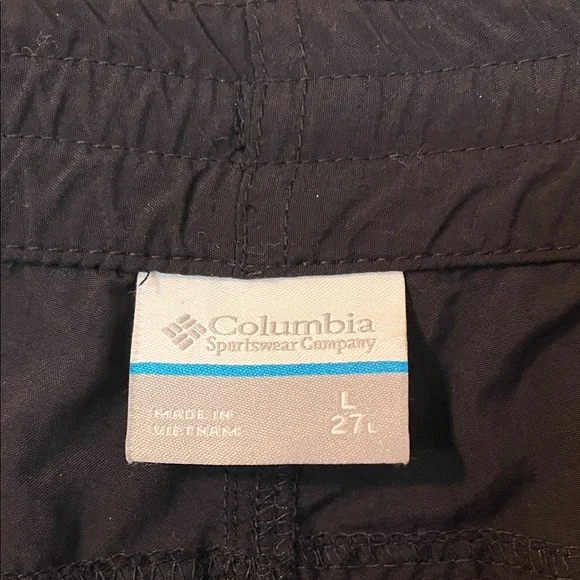 Columbia
Sportswear Company
L
MADE IN
27L
VIETNAM